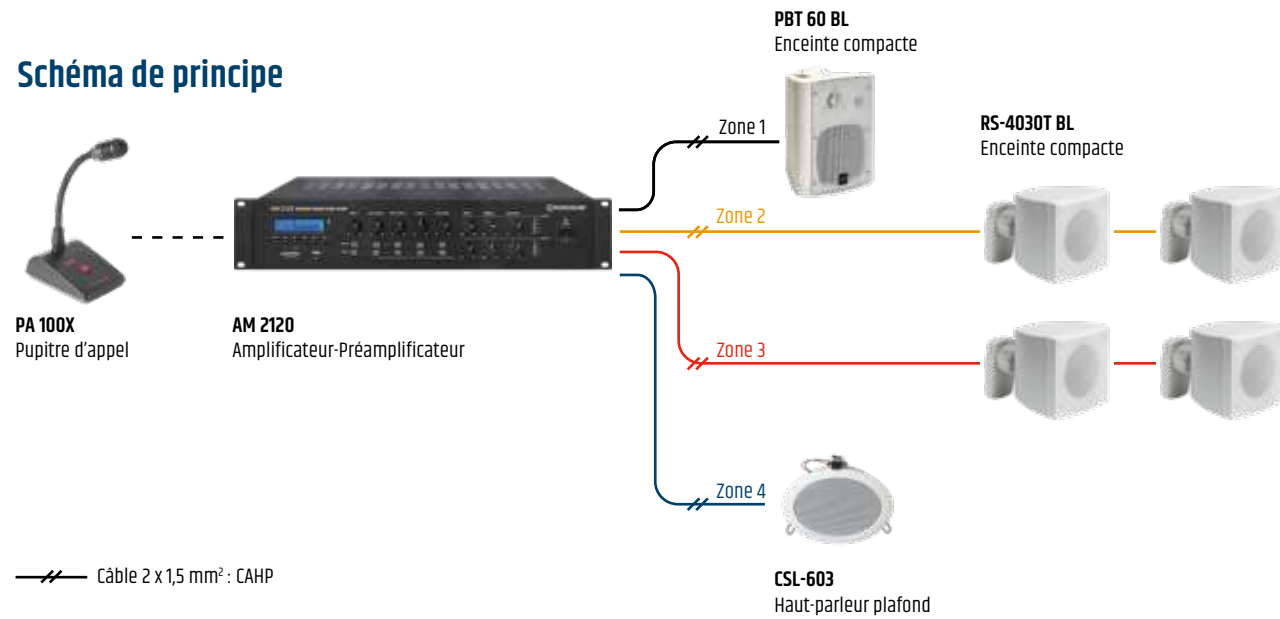 Schéma de principe
PBT 60 BL
Enceinte compacte
Zone 1
RS-4030T BL
Enceinte compacte
Zone 2
PA 100X
Pupitre d'appel
AM 2120
Amplificateur-Préamplificateur
Zone 3
Zone 4
Câble 2 x 1,5 mm² : CAHP
CSL-603
Haut-parleur plafond